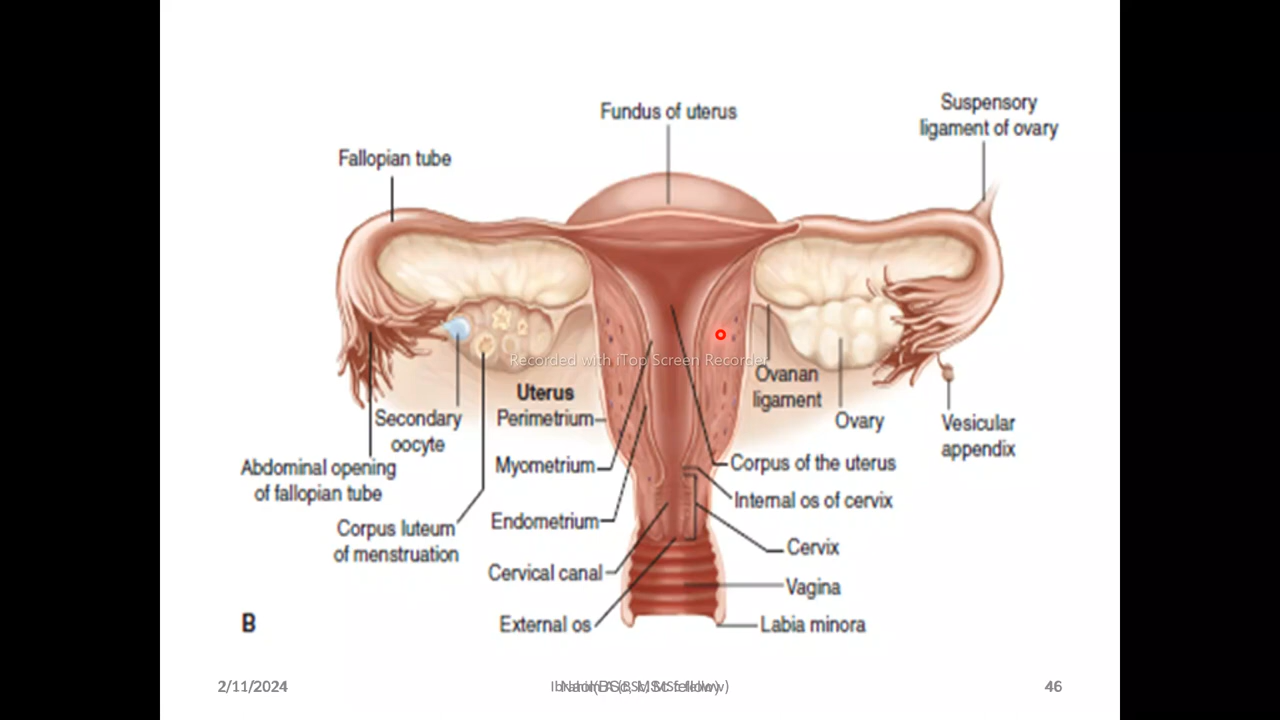 Fundus of uterus
Suspensory
ligament of ovary
Fallopian tube
Recorded with iTop Screen Recorder
Uterus
Perimetrium
Myometrium
Endometrium
Cervical canal
External os
Secondary
oocyte
Abdominal opening
of fallopian tube
Corpus luteum
of menstruation
Ovanan
ligament
Ovary
Vesicular
appendix
Corpus of the uterus
Internal os of cervix
Cervix
Vagina
Labia minora
B
2/11/2024
46